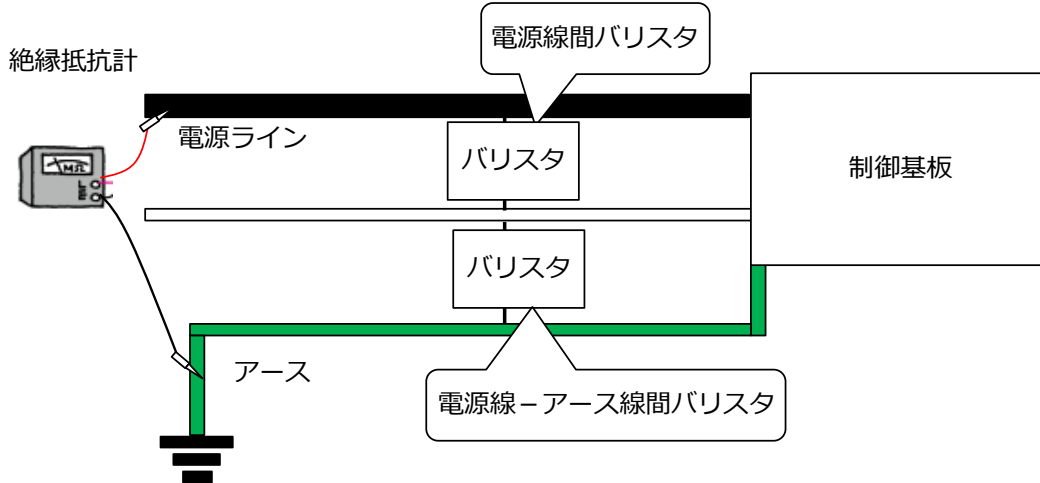 電源線間バリスタ
絶縁抵抗計
電源ライン
バリスタ
制御基板
MΩ
バリスタ
アース
電源線－アース線間バリスタ